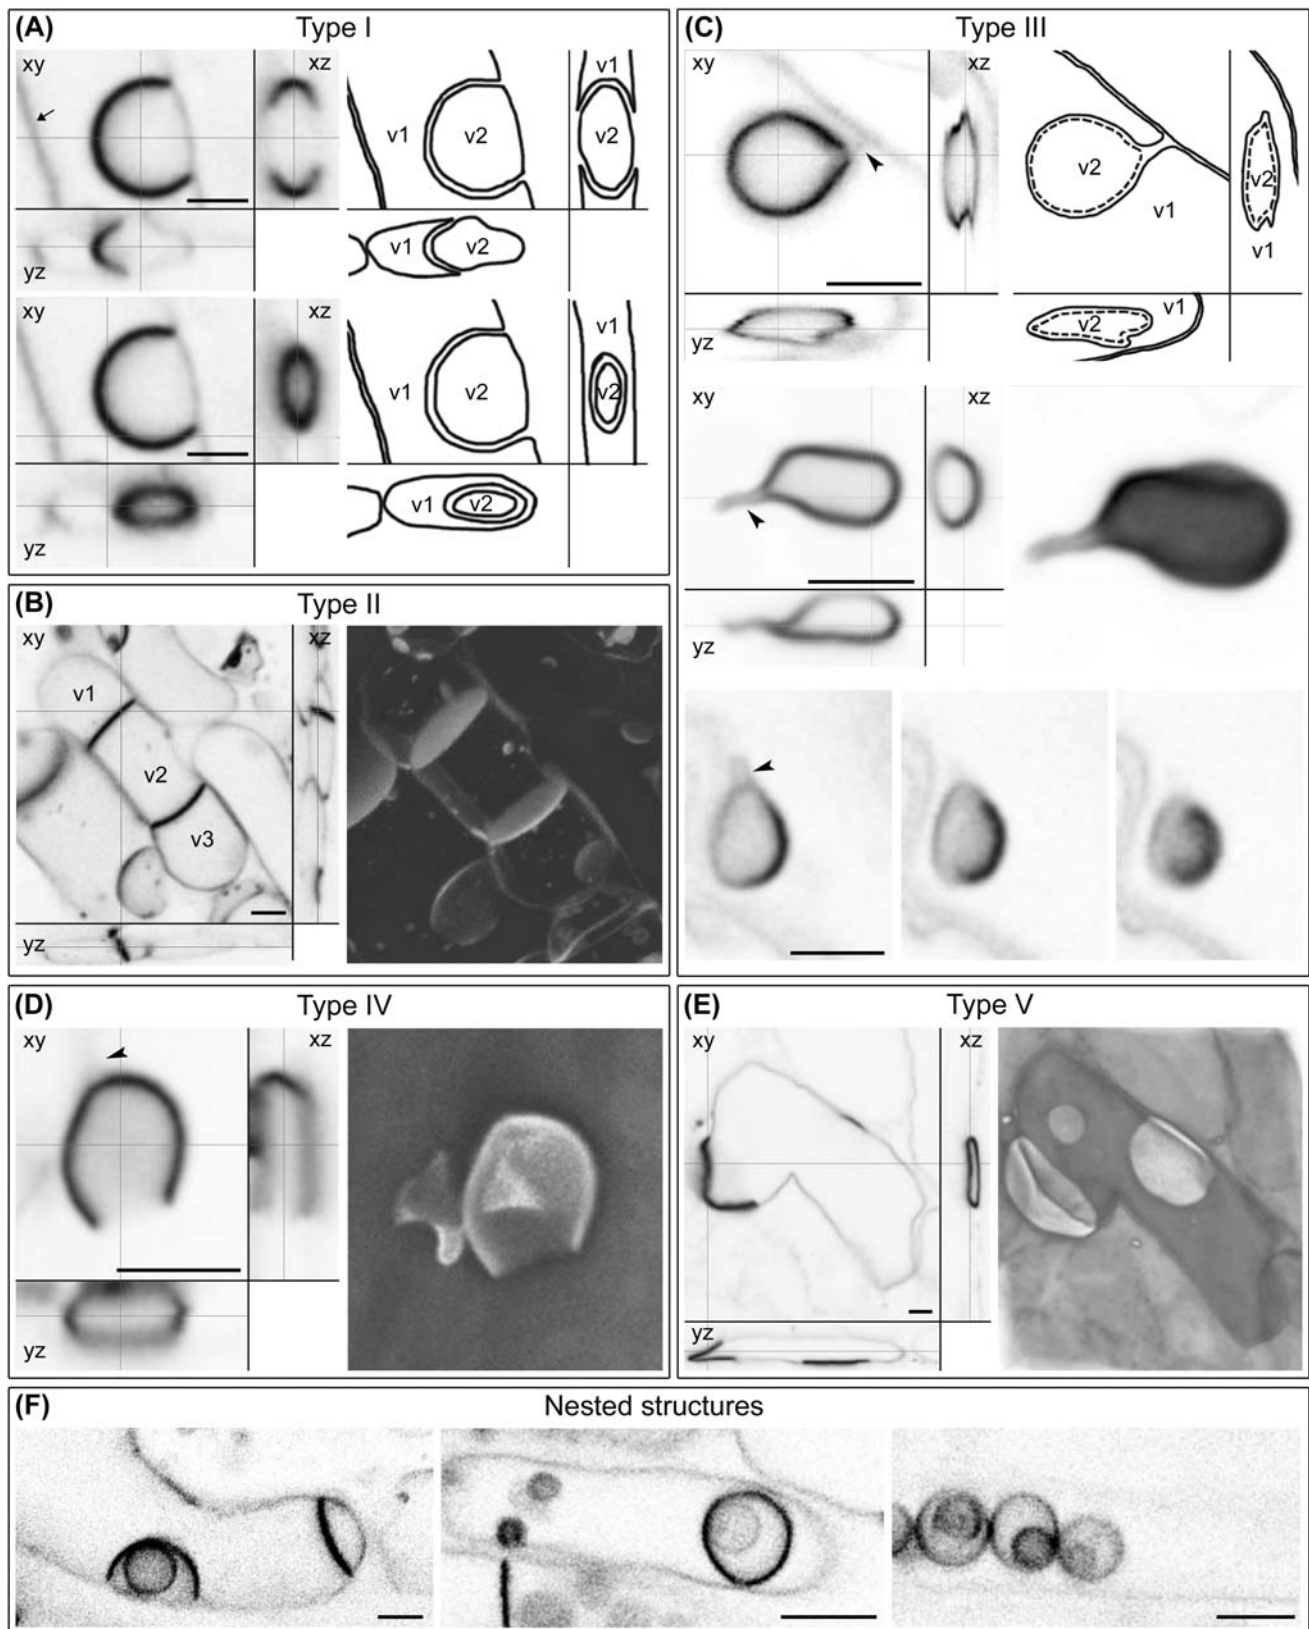 (A) Type I
xy
xz
yz
v1
v2
v1
v2
v1
v2
xy
xz
yz
v1
v2
v1
v2
v1
v2
(B) Type II
xy
xz
v1
v2
v3
yz
(C) Type III
xy
xz
yz
v2
v1
v2
v1
v2
v1
xy
xz
yz
(D) Type IV
xy
xz
yz
(E) Type V
xy
xz
yz
(F) Nested structures